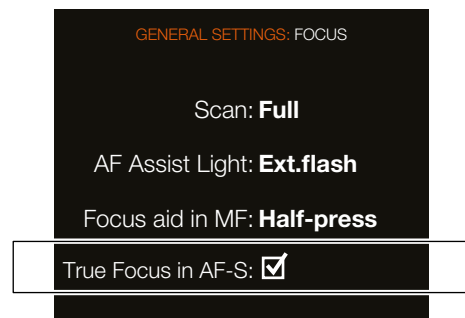 GENERAL SETTINGS: FOCUS
Scan: Full
AF Assist Light: Ext.flash
Focus aid in MF: Half-press
True Focus in AF-S: ☑